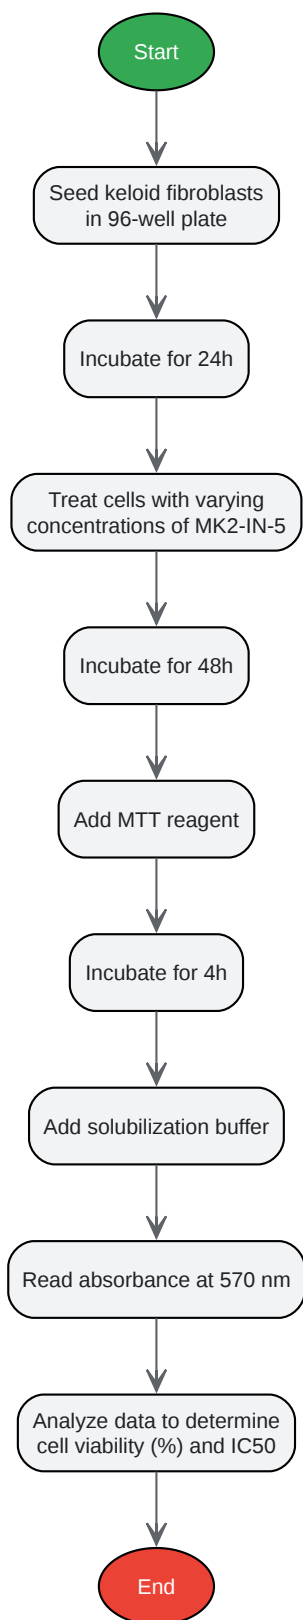 Start
Seed keloid fibroblasts
in 96-well plate
Incubate for 24h
Treat cells with varying
concentrations of MK2-IN-5
Incubate for 48h
Add MTT reagent
Incubate for 4h
Add solubilization buffer
Read absorbance at 570 nm
Analyze data to determine
cell viability (%) and IC50
End